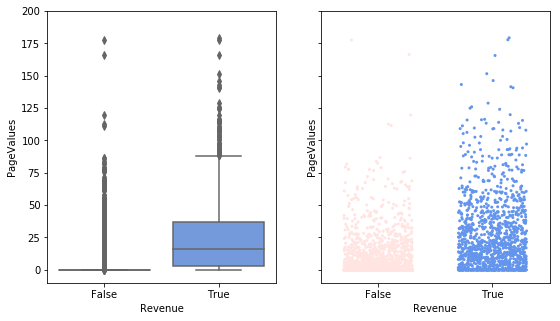 200
175
150
125
100
75
50
25
0
PageValues
False
True
Revenue
PageValues
False
True
Revenue